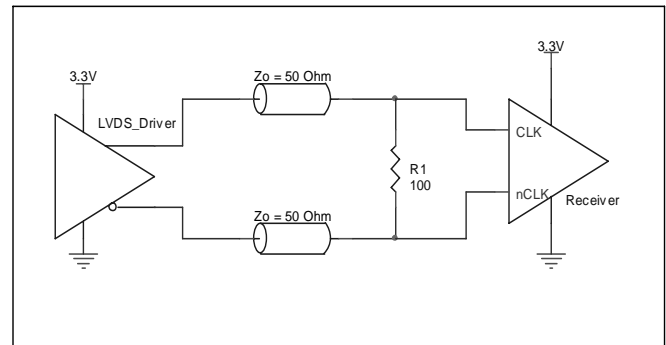 3.3V
Zo = 50 Ohm
3.3V
LVDS_Driver
CLK
R1
100
nCLK
Receiver
Zo = 50 Ohm